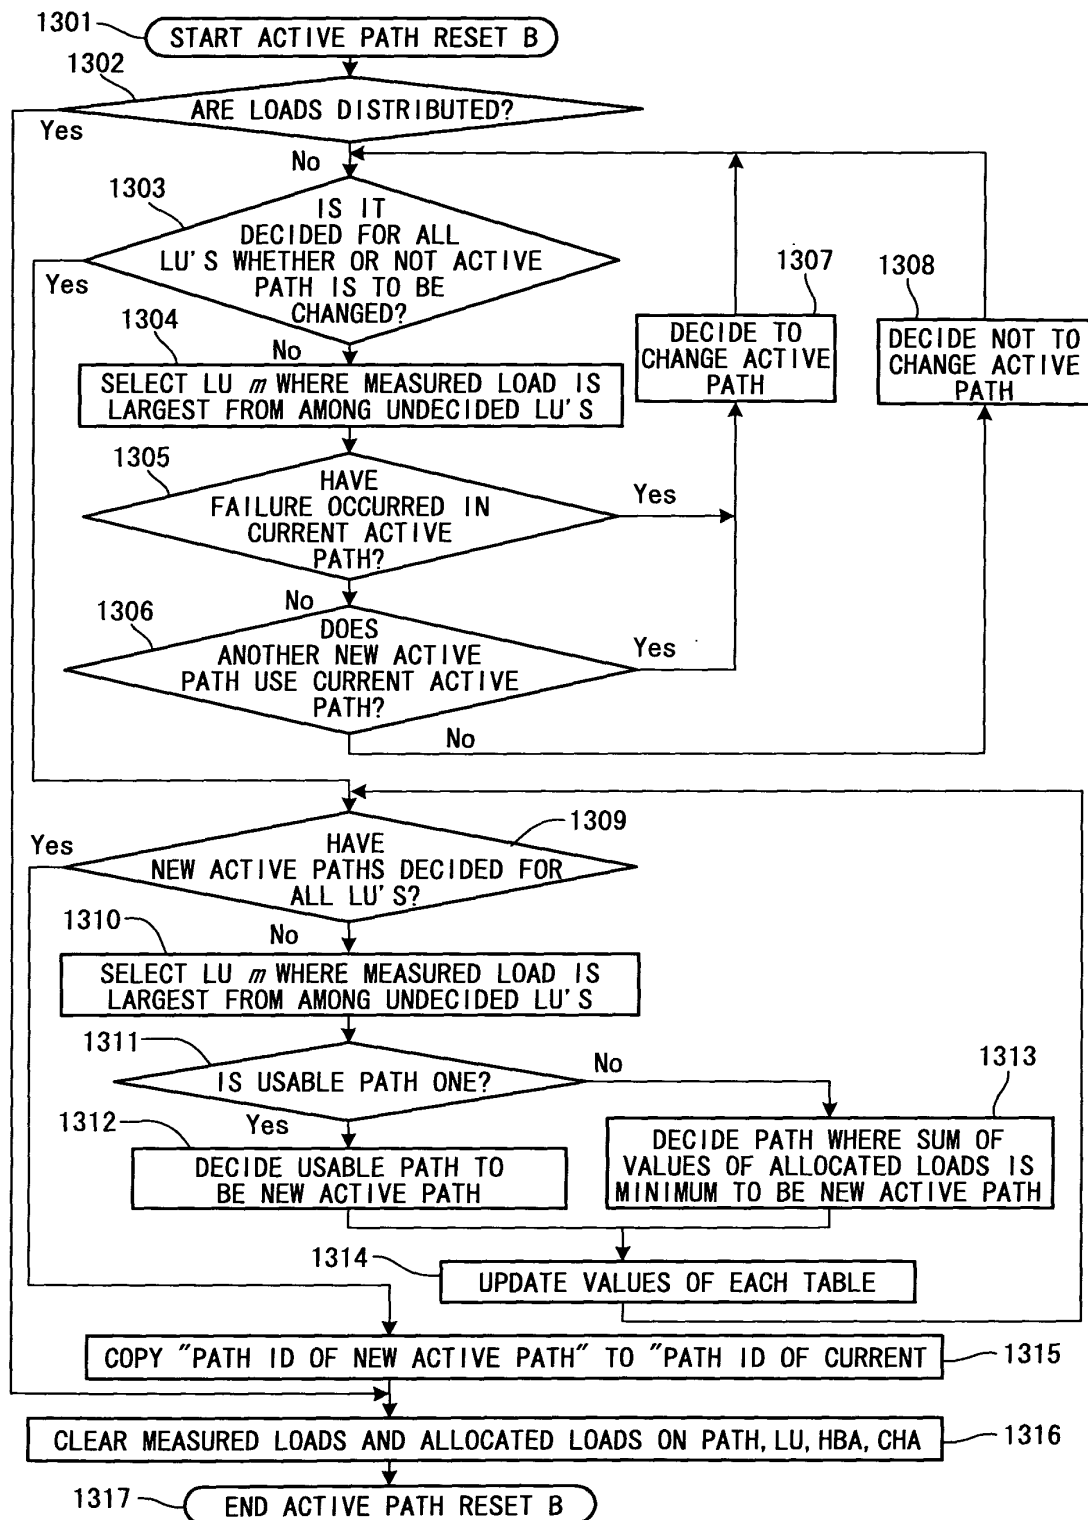 1301
START ACTIVE PATH RESET B
1302
ARE LOADS DISTRIBUTED?
Yes
No
1303
IS IT
DECIDED FOR ALL
LU'S WHETHER OR NOT ACTIVE
PATH IS TO BE
CHANGED?
Yes
No
1307
DECIDE TO
CHANGE ACTIVE
PATH
1308
DECIDE NOT TO
CHANGE ACTIVE
PATH
1304
SELECT LU m WHERE MEASURED LOAD IS
LARGEST FROM AMONG UNDECIDED LU'S
1305
HAVE
FAILURE OCCURRED IN
CURRENT ACTIVE
PATH?
Yes
No
1306
DOES
ANOTHER NEW ACTIVE
PATH USE CURRENT ACTIVE
PATH?
Yes
No
1309
HAVE
NEW ACTIVE PATHS DECIDED FOR
ALL LU'S?
Yes
No
1310
SELECT LU m WHERE MEASURED LOAD IS
LARGEST FROM AMONG UNDECIDED LU'S
1311
IS USABLE PATH ONE?
No
Yes
1312
DECIDE USABLE PATH TO
BE NEW ACTIVE PATH
1313
DECIDE PATH WHERE SUM OF
VALUES OF ALLOCATED LOADS IS
MINIMUM TO BE NEW ACTIVE PATH
1314
UPDATE VALUES OF EACH TABLE
COPY "PATH ID OF NEW ACTIVE PATH" TO "PATH ID OF CURRENT
1315
CLEAR MEASURED LOADS AND ALLOCATED LOADS ON PATH, LU, HBA, CHA
1316
1317
END ACTIVE PATH RESET B